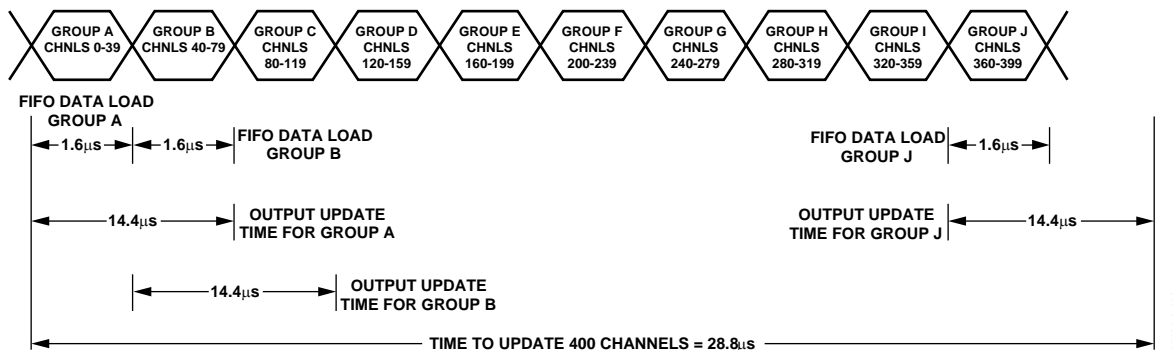 GROUP A
CHNLS 0-39
GROUP B
CHNLS 40-79
GROUP C
CHNLS
80-119
GROUP D
CHNLS
120-159
GROUP E
CHNLS
160-199
GROUP F
CHNLS
200-239
GROUP G
CHNLS
240-279
GROUP H
CHNLS
280-319
GROUP I
CHNLS
320-359
GROUP J
CHNLS
360-399
FIFO DATA LOAD
GROUP A
1.6μs
1.6μs
FIFO DATA LOAD
GROUP B
FIFO DATA LOAD
GROUP J
1.6μs
14.4μs
OUTPUT UPDATE
TIME FOR GROUP A
OUTPUT UPDATE
TIME FOR GROUP J
14.4μs
14.4μs
OUTPUT UPDATE
TIME FOR GROUP B
TIME TO UPDATE 400 CHANNELS = 28.8μs